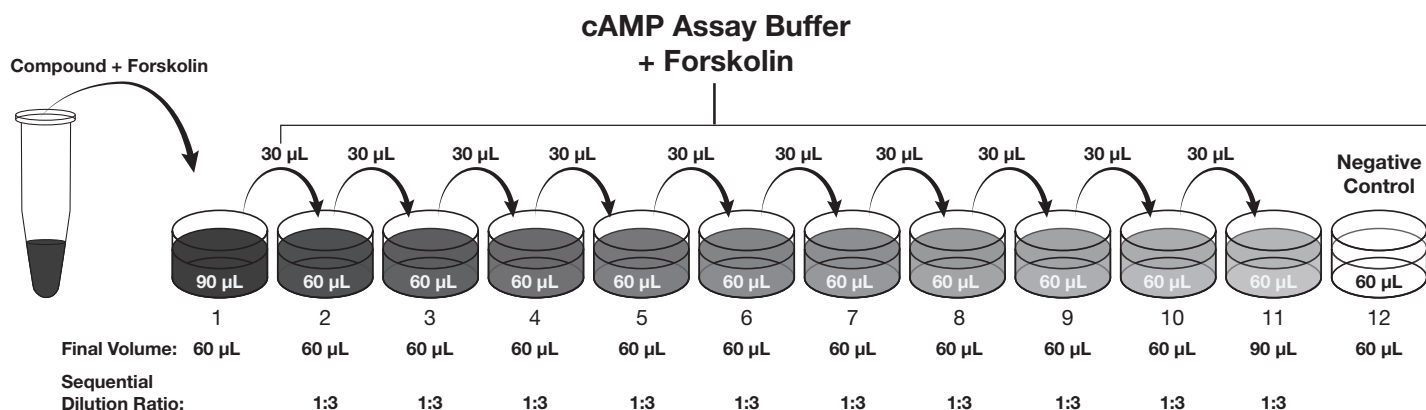 cAMP Assay Buffer
+ Forskolin
Compound + Forskolin
30 µL 30 µL 30 µL 30 µL 30 µL 30 µL 30 µL 30 µL 30 µL 30 µL
Negative
Control
90 µL 60 µL 60 µL 60 µL 60 µL 60 µL 60 µL 60 µL 60 µL 60 µL 60 µL 60 µL
1 2 3 4 5 6 7 8 9 10 11 12
Final Volume: 60 µL 60 µL 60 µL 60 µL 60 µL 60 µL 60 µL 60 µL 60 µL 60 µL 90 µL 60 µL
Sequential
Dilution Ratio: 1:3 1:3 1:3 1:3 1:3 1:3 1:3 1:3 1:3 1:3